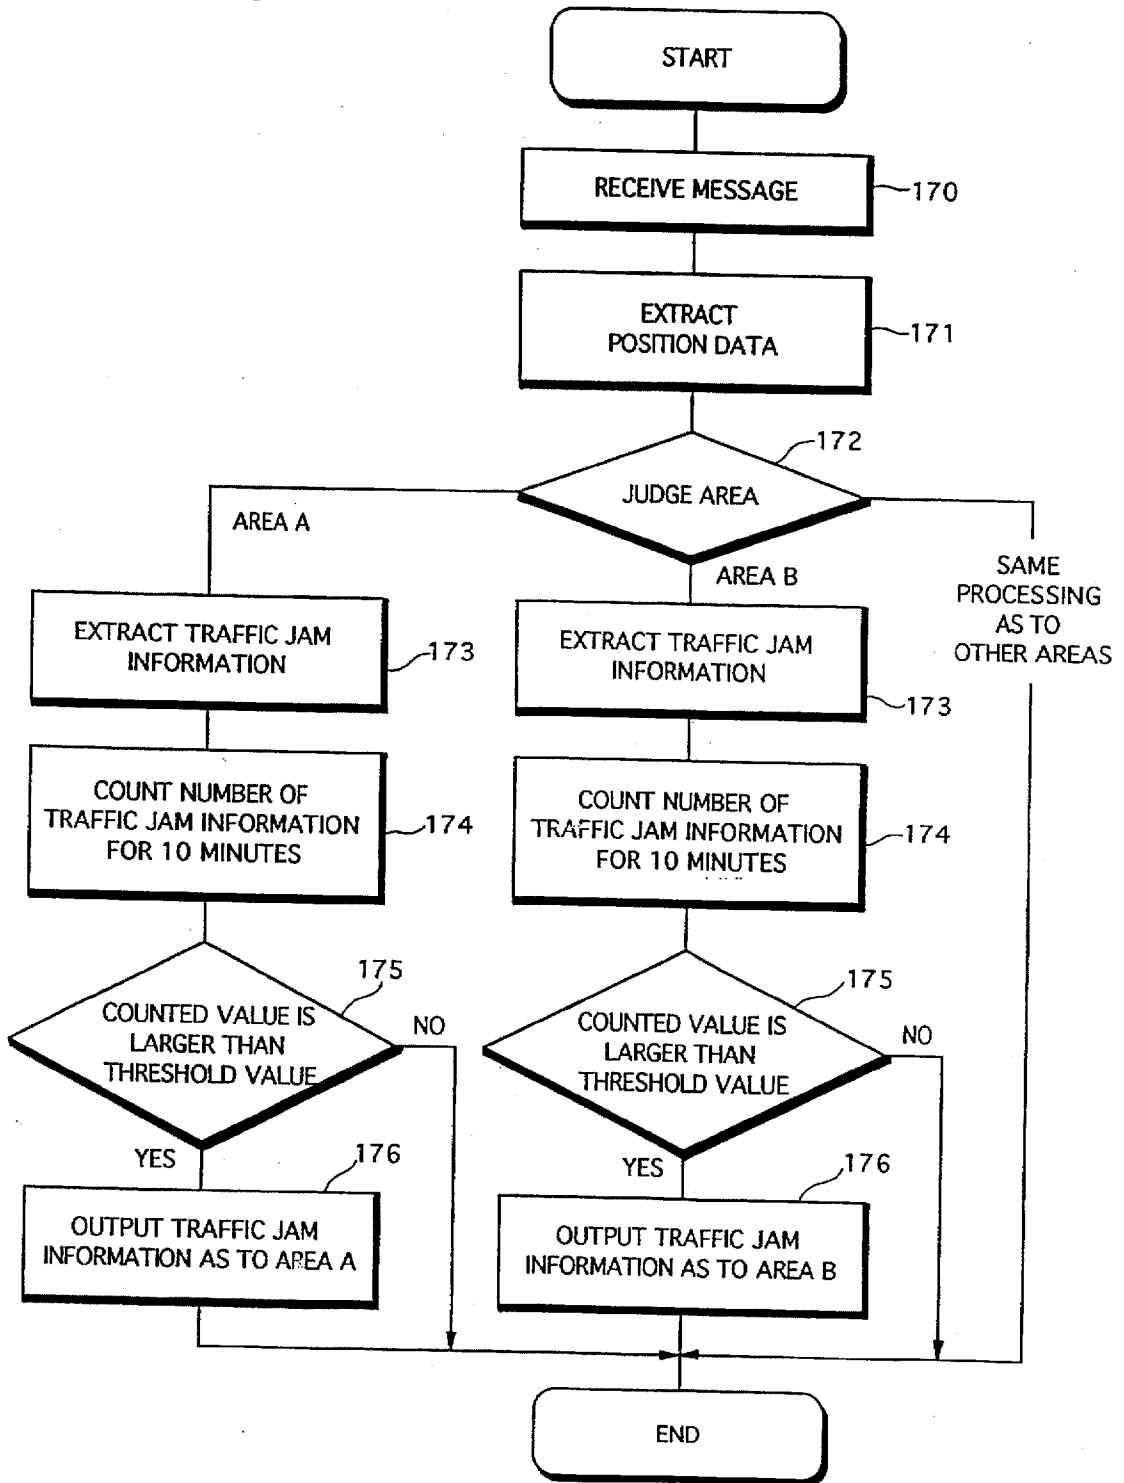 START
RECEIVE MESSAGE
170
EXTRACT
POSITION DATA
171
172
JUDGE AREA
AREA A
AREA B
SAME
PROCESSING
AS TO
OTHER AREAS
EXTRACT TRAFFIC JAM
INFORMATION
173
EXTRACT TRAFFIC JAM
INFORMATION
173
COUNT NUMBER OF
TRAFFIC JAM INFORMATION
FOR 10 MINUTES
174
COUNT NUMBER OF
TRAFFIC JAM INFORMATION
FOR 10 MINUTES
174
175
COUNTED VALUE IS
LARGER THAN
THRESHOLD VALUE
NO
YES
175
COUNTED VALUE IS
LARGER THAN
THRESHOLD VALUE
NO
YES
176
OUTPUT TRAFFIC JAM
INFORMATION AS TO AREA A
176
OUTPUT TRAFFIC JAM
INFORMATION AS TO AREA B
END